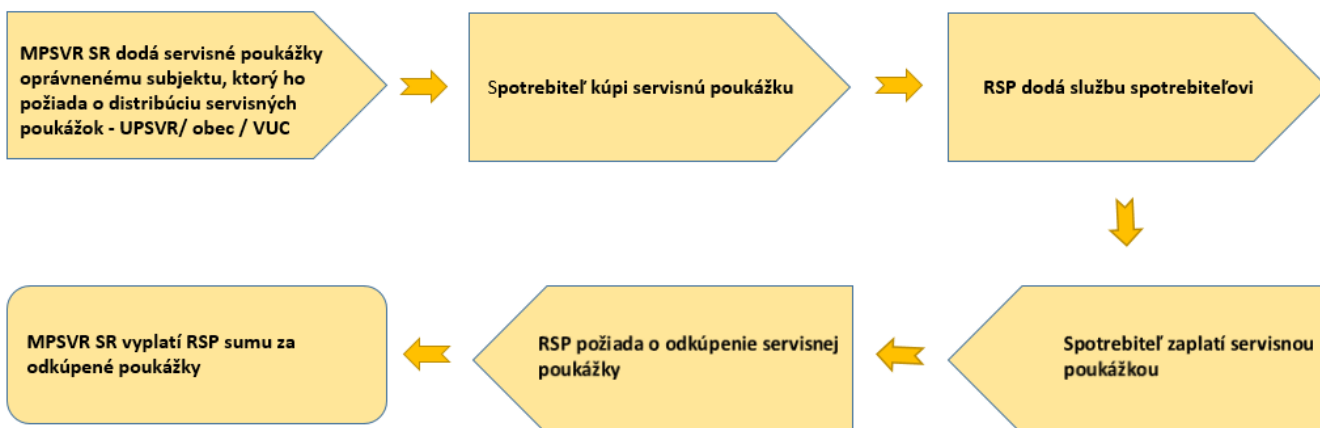 MPSVR SR dodá servisné poukážky
oprávnenému subjektu, ktorý ho
požiada o distribúciu servisných
poukážok - UPSVR/ obec / VUC
Spotrebiteľ kúpi servisnú poukážku
RSP dodá službu spotrebiteľovi
Spotrebiteľ zaplatí servisnou
poukážkou
RSP požiada o odkúpenie servisnej
poukážky
MPSVR SR vyplatí RSP sumu za
odkúpené poukážky